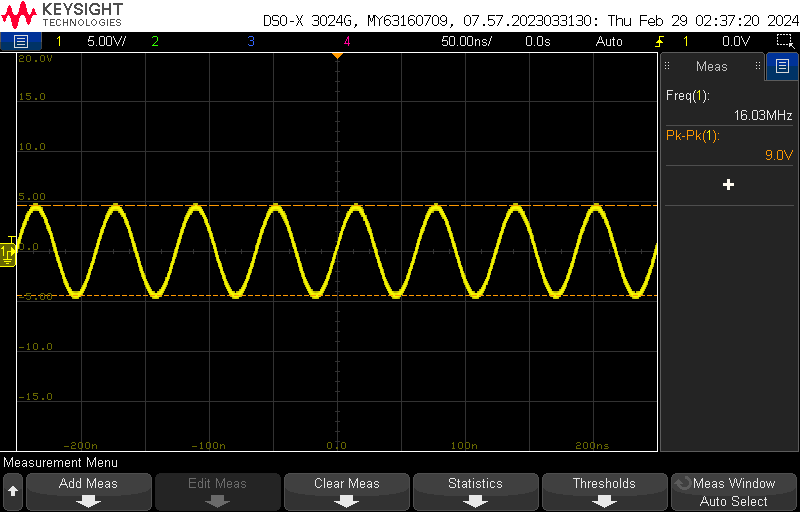 KEYSIGHT
TECHNOLOGIES
DSO-X 3024G, MY63160709, 07.57.2023033130: Thu Feb 29 02:37:20 2024
1 5.00V/ 2 3 4 50.00ns/ 0.0s Auto 1 0.0V
20.0V
15.0
10.0
5.00
0.0
-5.00
-10.0
-15.0
-200n -100n 0.0 100n 200ns
T
1
Meas
Freq(1):
16.03MHz
Pk-Pk(1):
9.0V
Measurement Menu
Add Meas
Edit Meas
Clear Meas
Statistics
Thresholds
Meas Window
Auto Select